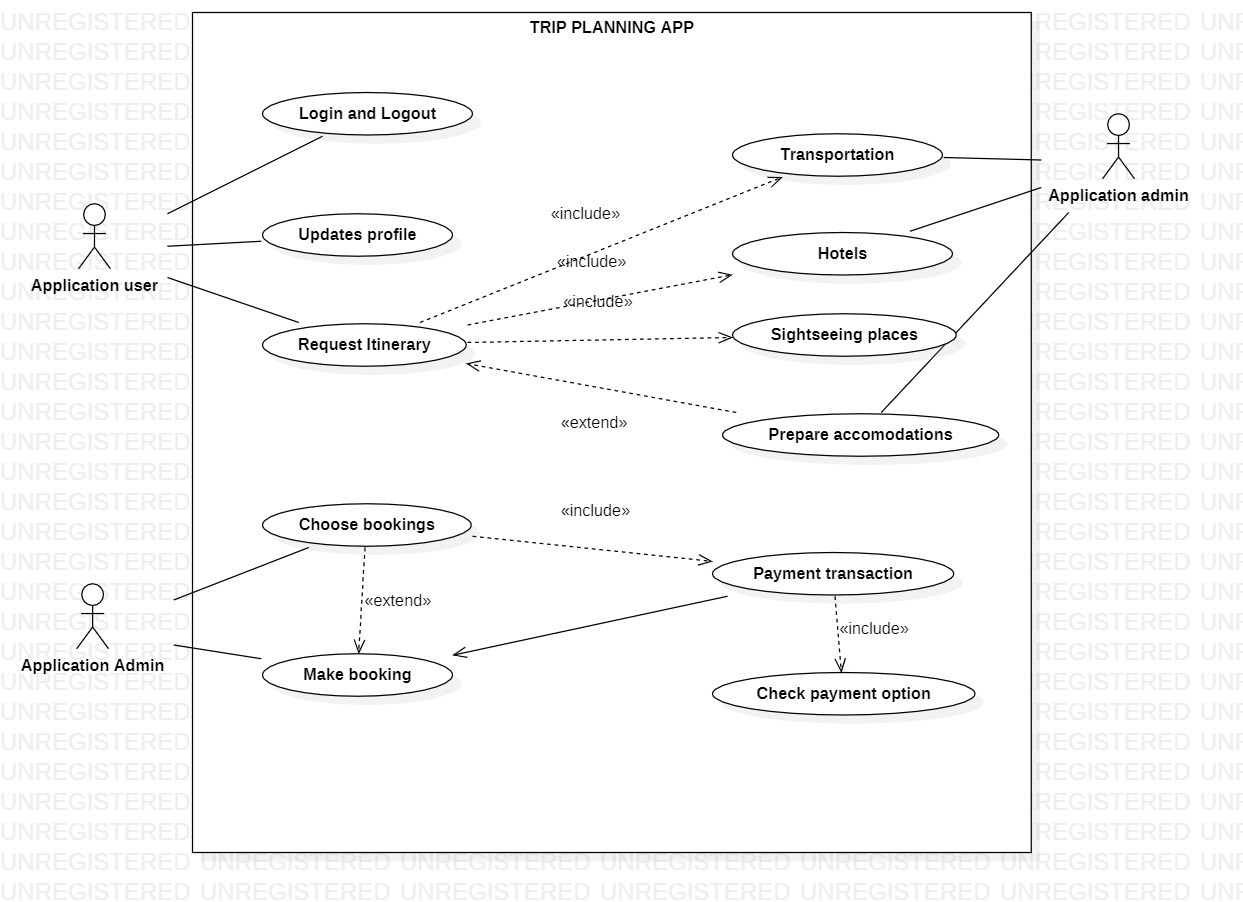 TRIP PLANNING APP
Login and Logout
Transportation
Application admin
«include»
Updates profile
Hotels
«include»
Application user
«include»
Request Itinerary
Sightseeing places
«extend»
Prepare accomodations
«include»
Choose bookings
Payment transaction
«extend»
«include»
Application Admin
Make booking
Check payment option
UNREGISTERED UNREGISTERED UNREGISTERED UNREGISTERED UNREGISTERED UNREGISTERED